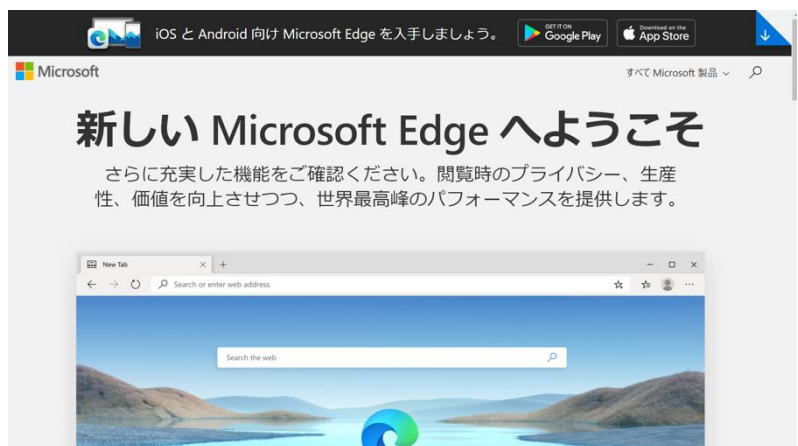 iOS と Android 向け Microsoft Edge を入手しましょう。
GET IT ON
Google Play
Download on the
App Store
Microsoft
すべて Microsoft 製品
新しい Microsoft Edge へようこそ
さらに充実した機能をご確認ください。閲覧時のプライバシー、生産
性、価値を向上させつつ、世界最高峰のパフォーマンスを提供します。
New Tab
Search or enter web address
Search the web